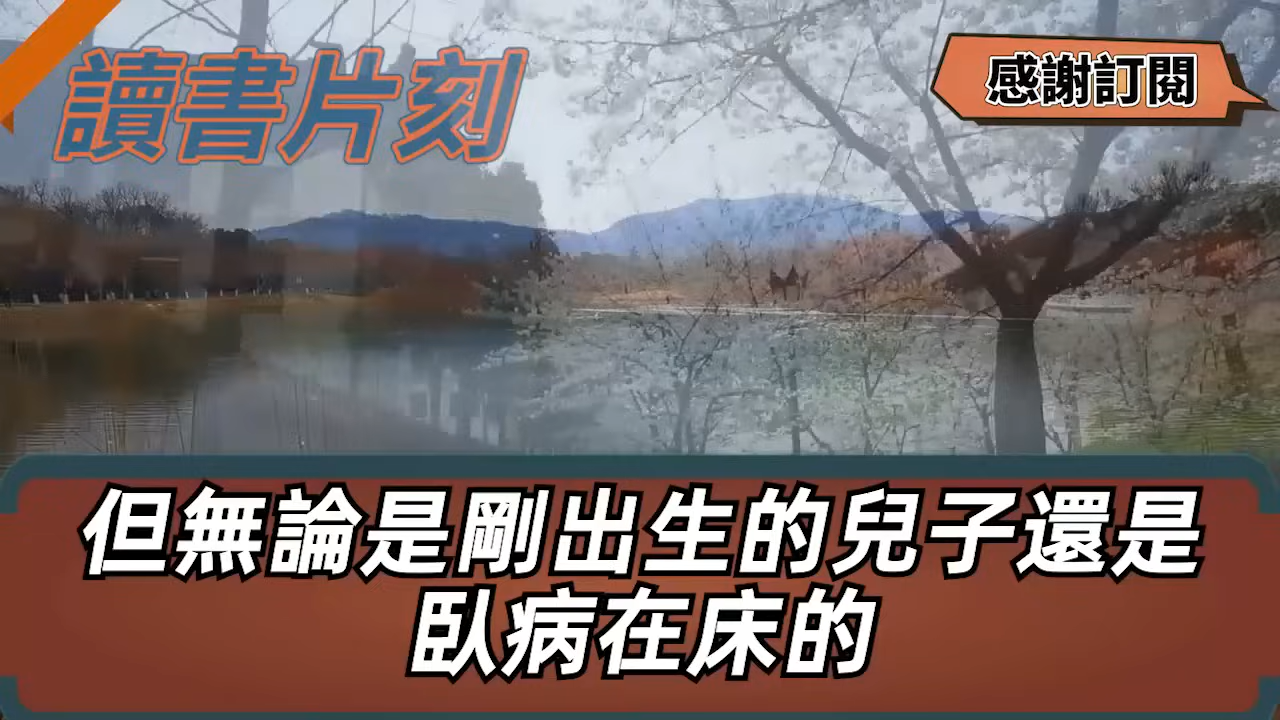 讀書片刻
感謝訂閱
但無論是剛出生的兒子還是
臥病在床的